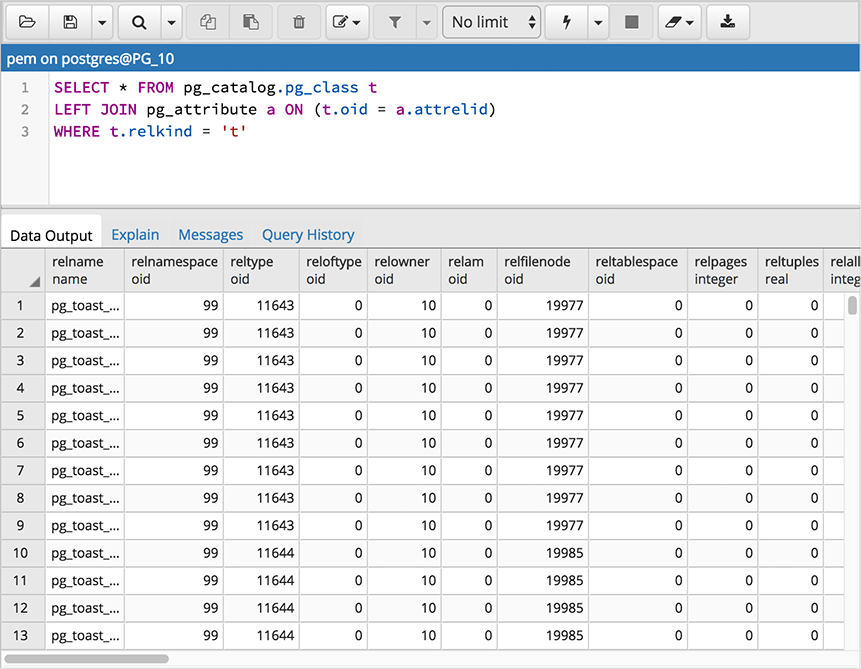 No limit
pem on postgres@PG_10
1 SELECT * FROM pg_catalog.pg_class t
2 LEFT JOIN pg_attribute a ON (t.oid = a.attrelid)
3 WHERE t.relkind = 't'
Data Output Explain Messages Query History
relname relnamespace reltype reloftype relowner relam relfilenode reltablespace relpages reltuples relall
name oid oid oid oid oid oid oid integer real integ
1 pg_toast_... 99 11643 0 10 0 19977 0 0 0
2 pg_toast_... 99 11643 0 10 0 19977 0 0 0
3 pg_toast_... 99 11643 0 10 0 19977 0 0 0
4 pg_toast_... 99 11643 0 10 0 19977 0 0 0
5 pg_toast_... 99 11643 0 10 0 19977 0 0 0
6 pg_toast_... 99 11643 0 10 0 19977 0 0 0
7 pg_toast_... 99 11643 0 10 0 19977 0 0 0
8 pg_toast_... 99 11643 0 10 0 19977 0 0 0
9 pg_toast_... 99 11643 0 10 0 19977 0 0 0
10 pg_toast_... 99 11644 0 10 0 19985 0 0 0
11 pg_toast_... 99 11644 0 10 0 19985 0 0 0
12 pg_toast_... 99 11644 0 10 0 19985 0 0 0
13 pg_toast_... 99 11644 0 10 0 19985 0 0 0